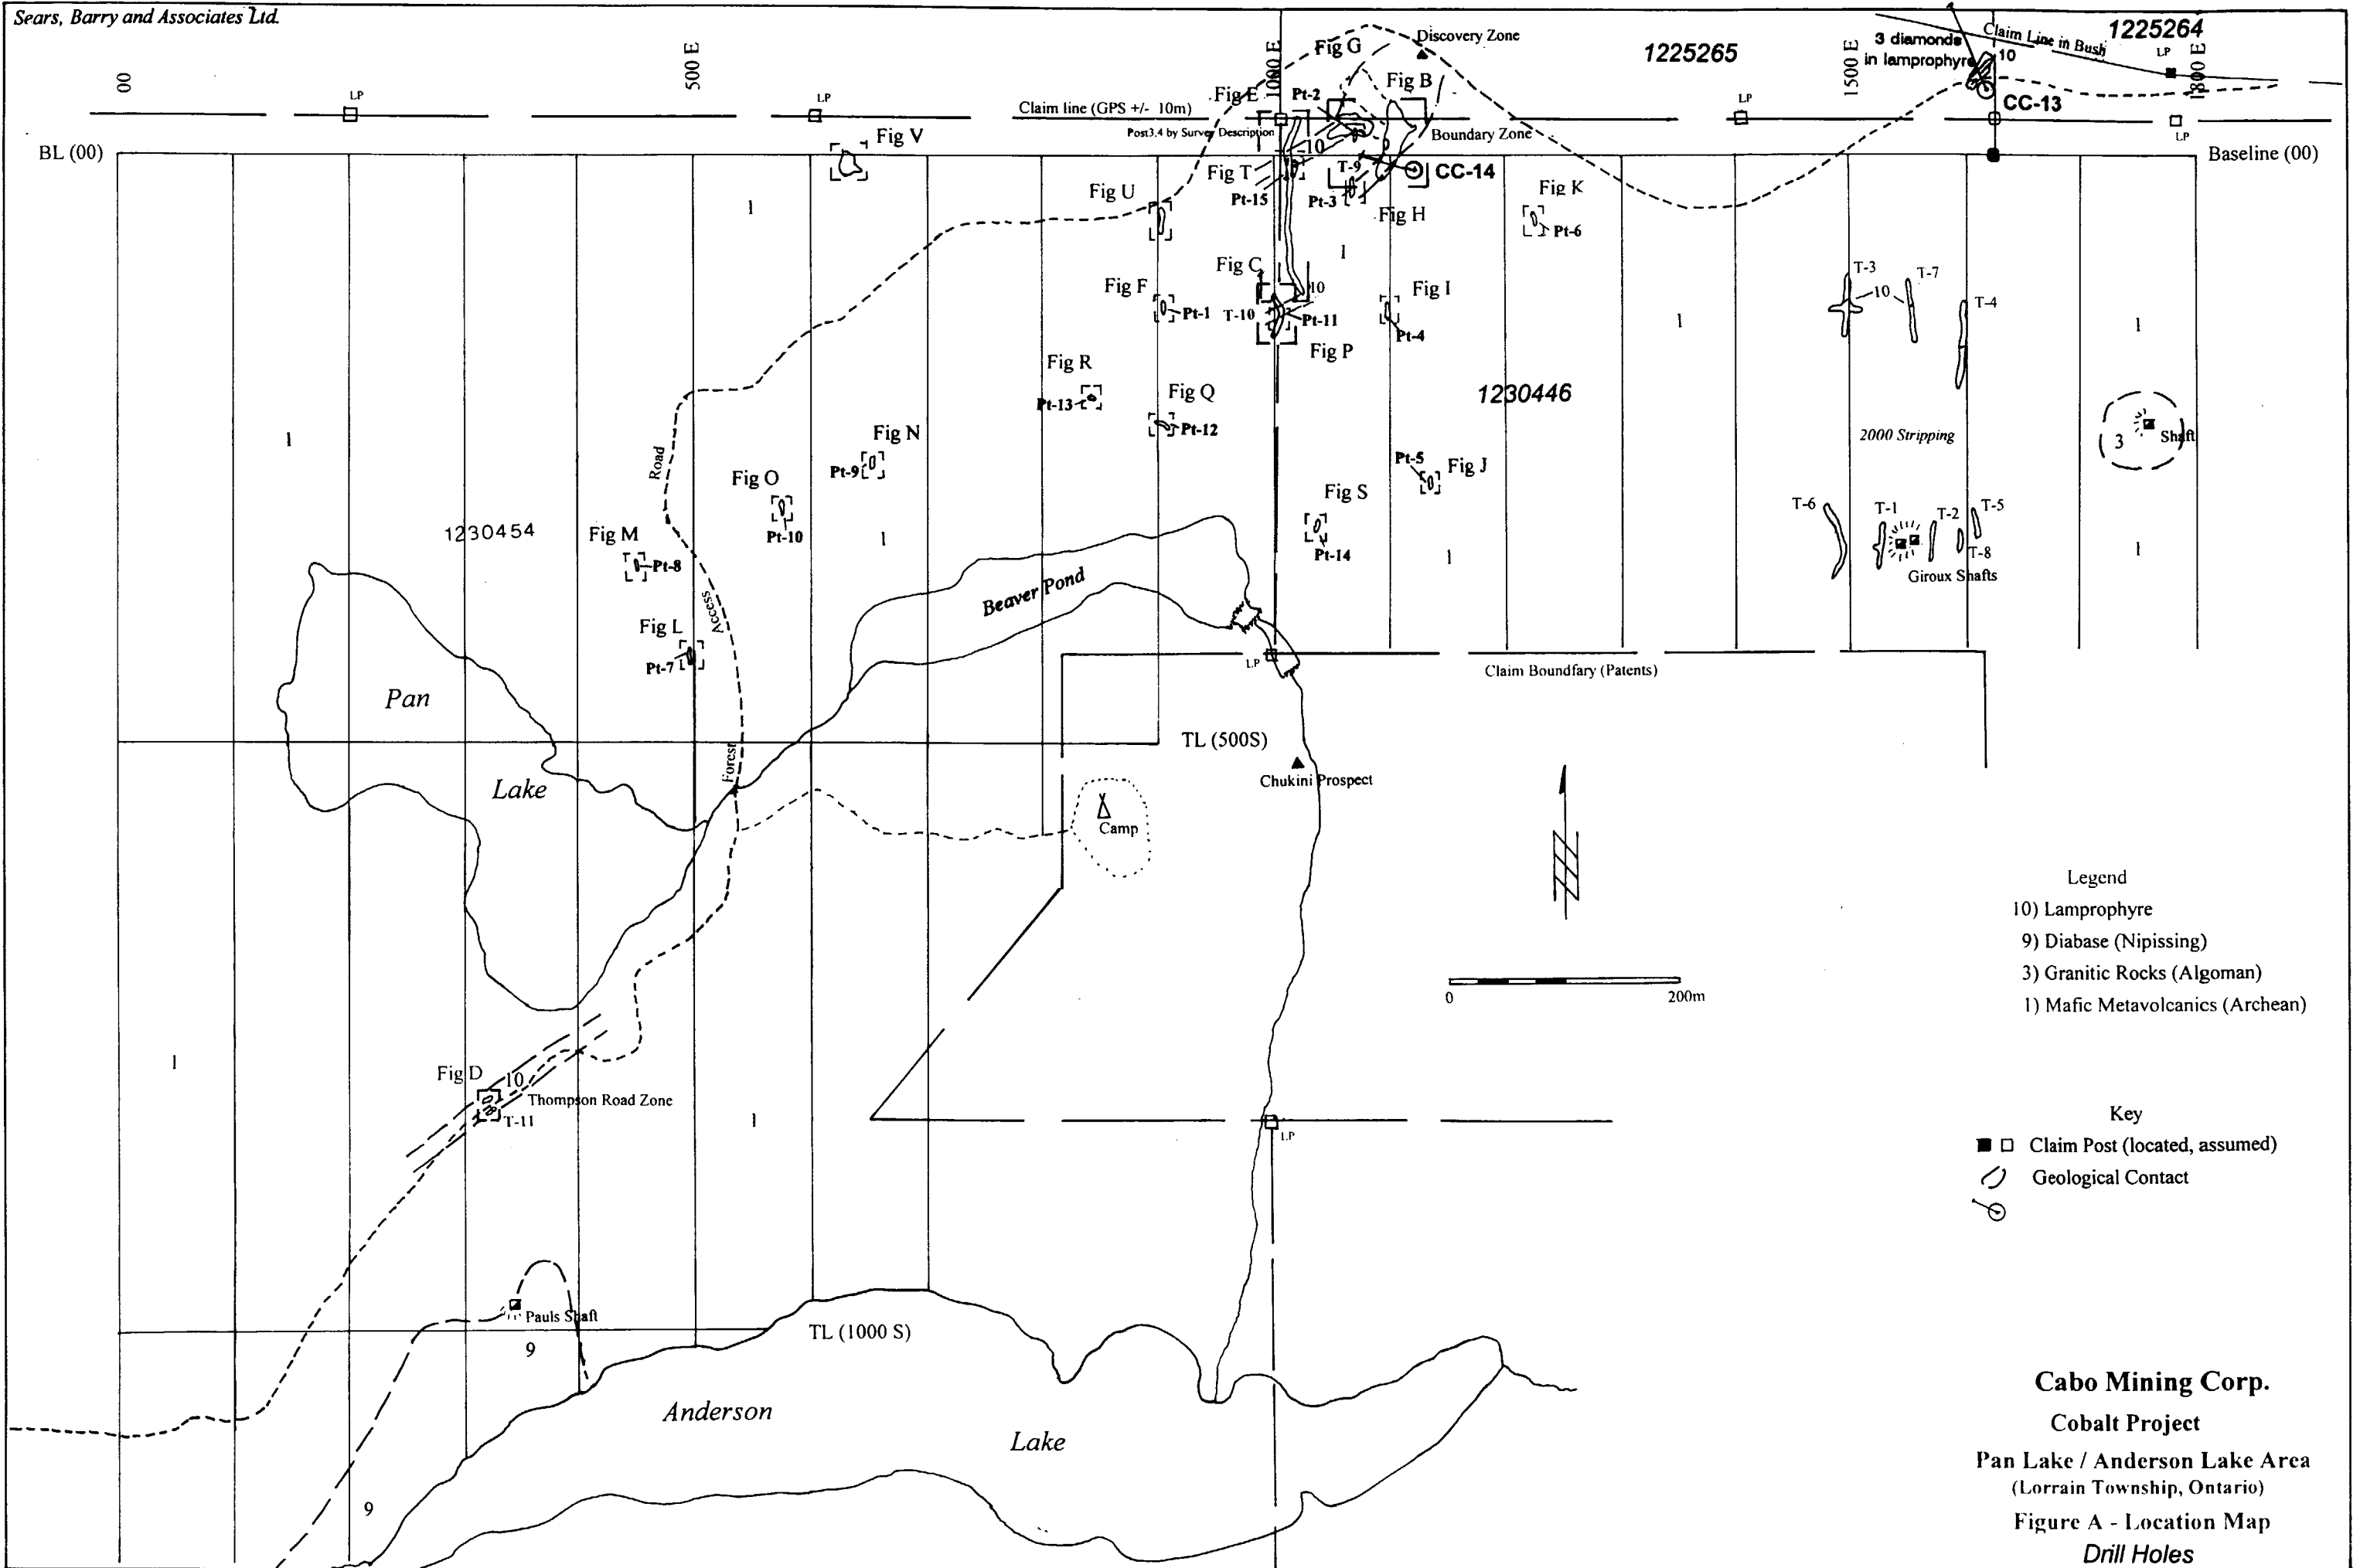 Sears, Barry and Associates Ltd.
00
500 E
1000 E
1500 E
1800 E
Fig G
Discovery Zone
1225265
3 diamonds
in lamprophyre
Claim Line in Bush
1225264
LP
10
CC-13
LP
LP
Claim line (GPS +/- 10m)
Fig E
Pt-2
Fig B
LP
LP
Post3,4 by Survey Description
Boundary Zone
BL (00)
Fig V
10
Baseline (00)
Fig T
T-9
CC-14
Fig U
Pt-15
Pt-3
Fig H
Fig K
Pt-6
1
1
Fig C
Fig F
Pt-1
T-10
10
Pt-11
Fig I
Pt-4
Fig P
T-3
10
T-7
T-4
1
1
Fig R
Pt-13
Fig Q
Pt-12
1230446
1
Road
Fig N
Pt-9
2000 Stripping
3
Shaft
Fig O
Pt-10
Pt-5
Fig J
Fig S
Pt-14
1230454
Fig M
Pt-8
1
1
T-6
T-1
T-2
T-5
T-8
Giroux Shafts
1
Beaver Pond
Access
Fig L
Pt-7
LP
Claim Boundfary (Patents)
Pan
Lake
Forest
TL (500S)
Chukini Prospect
Camp
0
200m
Legend
10) Lamprophyre
9) Diabase (Nipissing)
3) Granitic Rocks (Algoman)
1) Mafic Metavolcanics (Archean)
1
Fig D
10
Thompson Road Zone
T-11
1
LP
Key
Claim Post (located, assumed)
Geological Contact
Pauls Shaft
9
TL (1000 S)
Anderson
Lake
9
Cabo Mining Corp.
Cobalt Project
Pan Lake / Anderson Lake Area
(Lorrain Township, Ontario)
Figure A - Location Map
Drill Holes